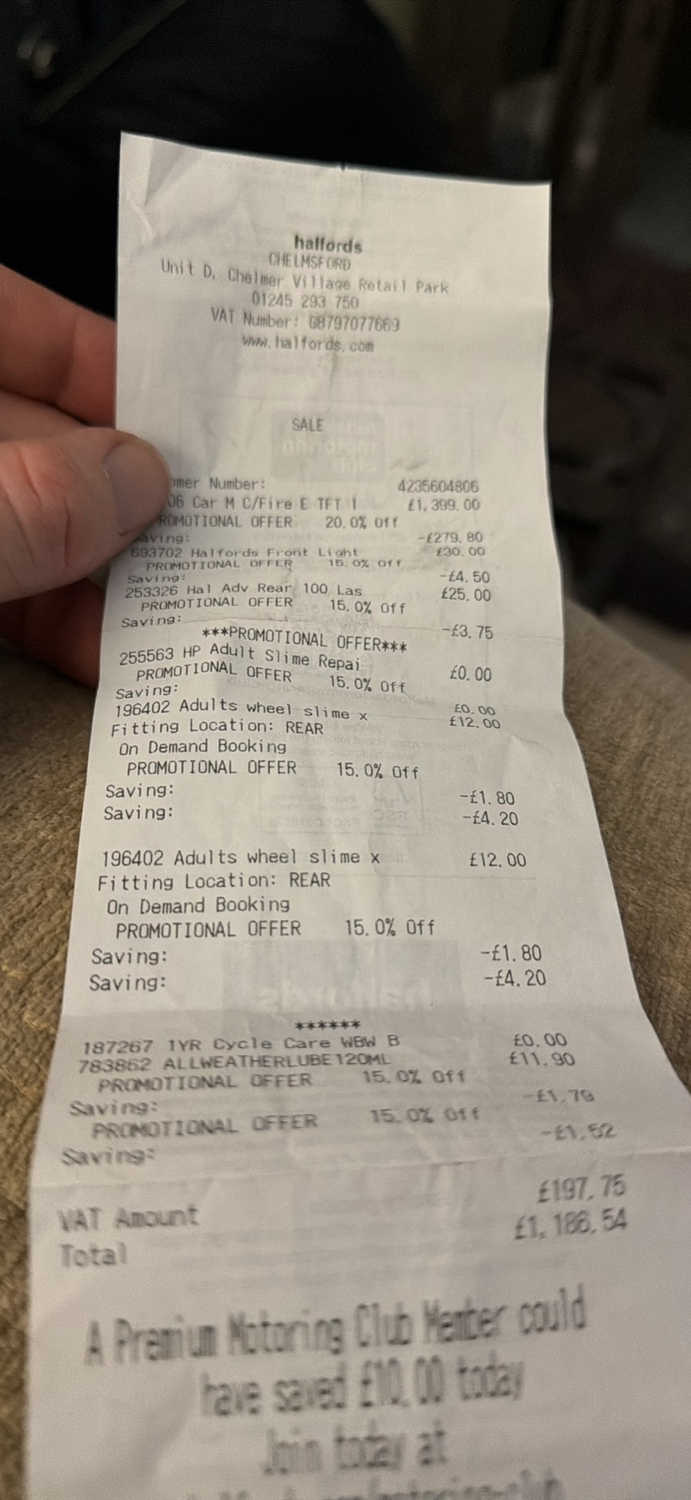 halfords
CHELMSFORD
Unit D, Chelmer Village Retail Park
01245 293 750
VAT Number: GB797077669
www.halfords.com
SALE
omer Number: 4235604806
06 Car M C/Fire E TFT £1,399.00
ROMOTIONAL OFFER 20.0% Off
Saving: -£279.80
693702 Halfords Front Light £30.00
PROMOTIONAL OFFER 15.0% Off
Saving: -£4.50
253326 Hal Adv Rear 100 Las £25.00
PROMOTIONAL OFFER 15.0% Off
Saving: -£3.75
***PROMOTIONAL OFFER***
255563 HP Adult Slime Repai £0.00
PROMOTIONAL OFFER 15.0% Off
Saving: £0.00
196402 Adults wheel slime x £12.00
Fitting Location: REAR
On Demand Booking
PROMOTIONAL OFFER 15.0% Off
Saving: -£1.80
Saving: -£4.20
196402 Adults wheel slime x £12.00
Fitting Location: REAR
On Demand Booking
PROMOTIONAL OFFER 15.0% Off
Saving: -£1.80
Saving: -£4.20
******
187267 1YR Cycle Care WBW B £0.00
783862 ALLWEATHERLUBE120ML £11.90
PROMOTIONAL OFFER 15.0% Off
Saving: -£1.79
PROMOTIONAL OFFER 15.0% Off
Saving: -£1.52
VAT Amount £197.75
Total £1,188.54
A Premium Motoring Club Member could
have saved £10.00 today
Join today at